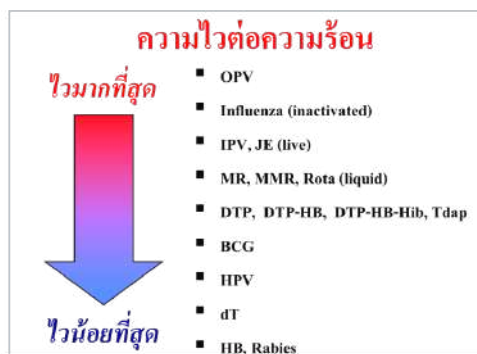 ความไวต่อความร้อน
ไวมากที่สุด
▪ OPV
▪ Influenza (inactivated)
▪ IPV, JE (live)
▪ MR, MMR, Rota (liquid)
▪ DTP, DTP-HB, DTP-HB-Hib, Tdap
▪ BCG
▪ HPV
▪ dT
▪ HB, Rabies
ไวน้อยที่สุด